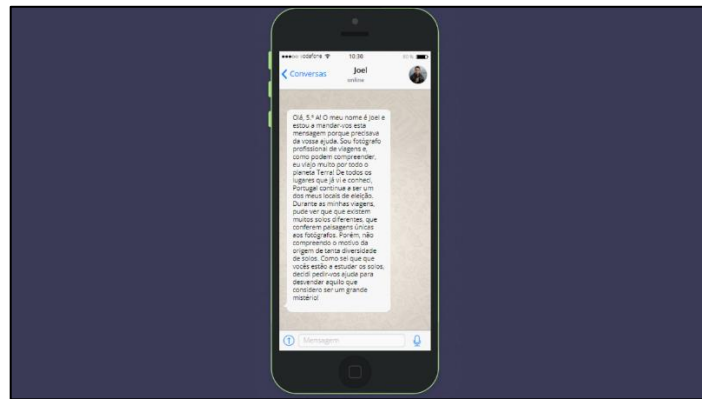 vodafone 10:36
Conversas Joel
online
Olá, 5.º A! O meu nome é Joel e
estou a mandar-vos esta
mensagem porque precisava
da vossa ajuda. Sou fotógrafo
profissional de viagens e,
como podem compreender,
eu viajo muito por todo o
planeta Terra! De todos os
lugares que já vi e conheci,
Portugal continua a ser um
dos meus locais de eleição.
Durante as minhas viagens,
pude ver que que existem
muitos solos diferentes, que
conferem paisagens únicas
aos fotógrafos. Porém, não
compreendo o motivo da
origem de tanta diversidade
de solos. Como sei que que
vocês estão a estudar os solos,
decidi pedir-vos ajuda para
desvendar aquilo que
considero ser um grande
mistério!
Mensagem